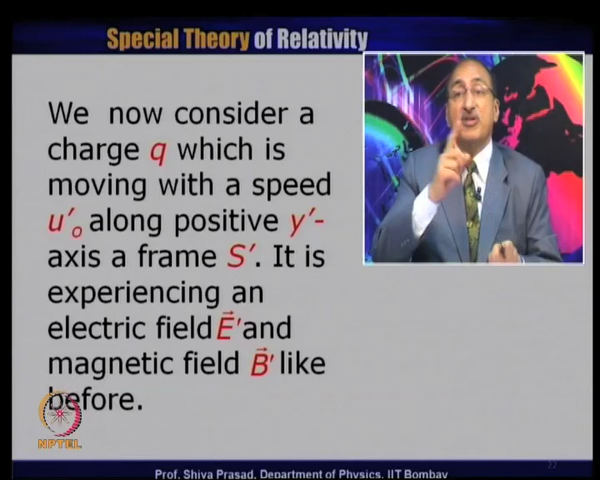 Special Theory of Relativity
We now consider a
charge q which is
moving with a speed
u′o along positive y′-
axis a frame S′. It is
experiencing an
electric field E⃗′ and
magnetic field B⃗′ like
before.
NPTEL
Prof. Shiva Prasad, Department of Physics, IIT Bombay
77